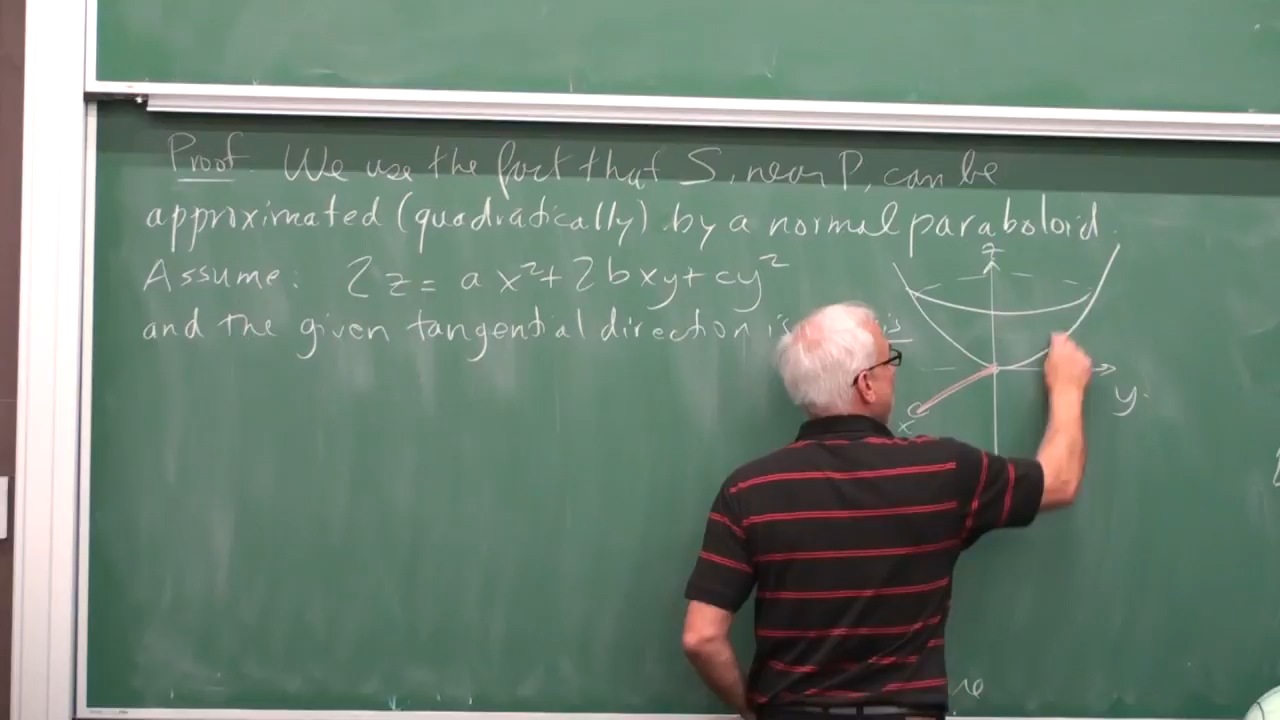 Proof. We use the fact that S, near P, can be
approximated (quadratically) by a normal paraboloid.
Assume: 2z = ax²+2bxy+cy²
and the given tangential direction is
z
y
x